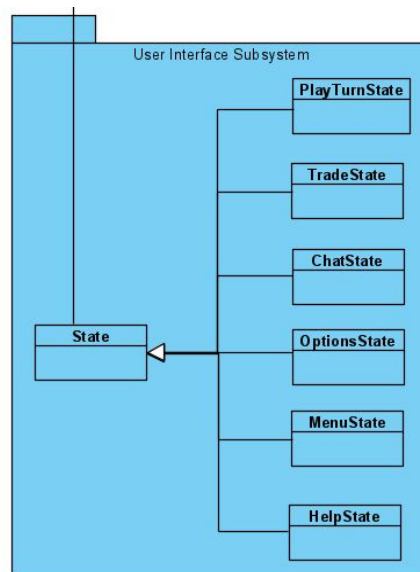 User Interface Subsystem
PlayTurnState
TradeState
ChatState
State
OptionsState
MenuState
HelpState